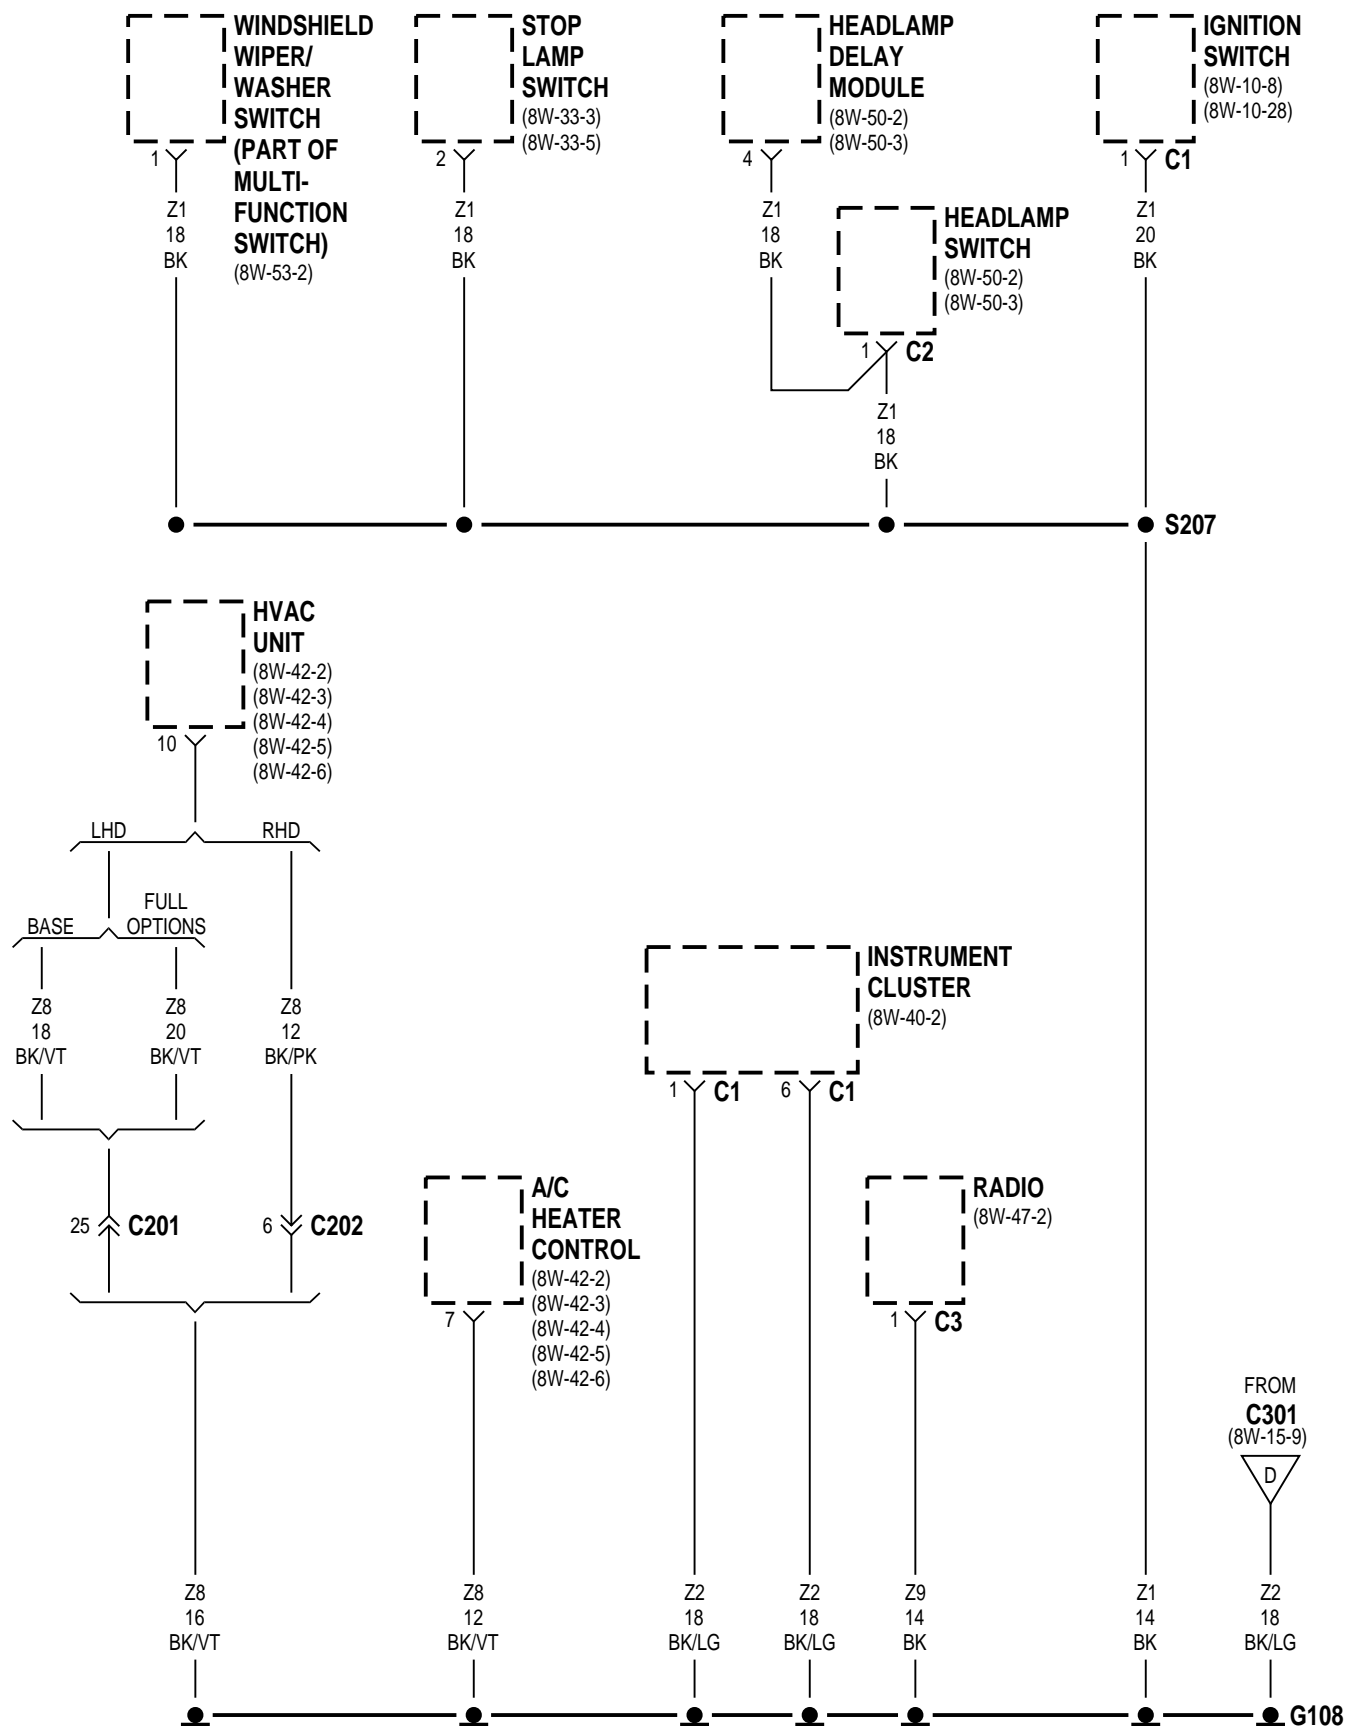 WINDSHIELD
WIPER/
WASHER
SWITCH
(PART OF
MULTI-
FUNCTION
SWITCH)
(8W-53-2)
1
Z1
18
BK
STOP
LAMP
SWITCH
(8W-33-3)
(8W-33-5)
2
Z1
18
BK
HEADLAMP
DELAY
MODULE
(8W-50-2)
(8W-50-3)
4
Z1
18
BK
HEADLAMP
SWITCH
(8W-50-2)
(8W-50-3)
1 C2
Z1
18
BK
IGNITION
SWITCH
(8W-10-8)
(8W-10-28)
1 C1
Z1
20
BK
S207
HVAC
UNIT
(8W-42-2)
(8W-42-3)
(8W-42-4)
(8W-42-5)
(8W-42-6)
10
LHD RHD
BASE
FULL
OPTIONS
Z8
18
BK/VT
Z8
20
BK/VT
Z8
12
BK/PK
25 C201
6 C202
Z8
16
BK/VT
A/C
HEATER
CONTROL
(8W-42-2)
(8W-42-3)
(8W-42-4)
(8W-42-5)
(8W-42-6)
7
Z8
12
BK/VT
INSTRUMENT
CLUSTER
(8W-40-2)
1 C1
6 C1
Z2
18
BK/LG
Z2
18
BK/LG
RADIO
(8W-47-2)
1 C3
Z9
14
BK
Z1
14
BK
FROM
C301
(8W-15-9)
D
Z2
18
BK/LG
G108